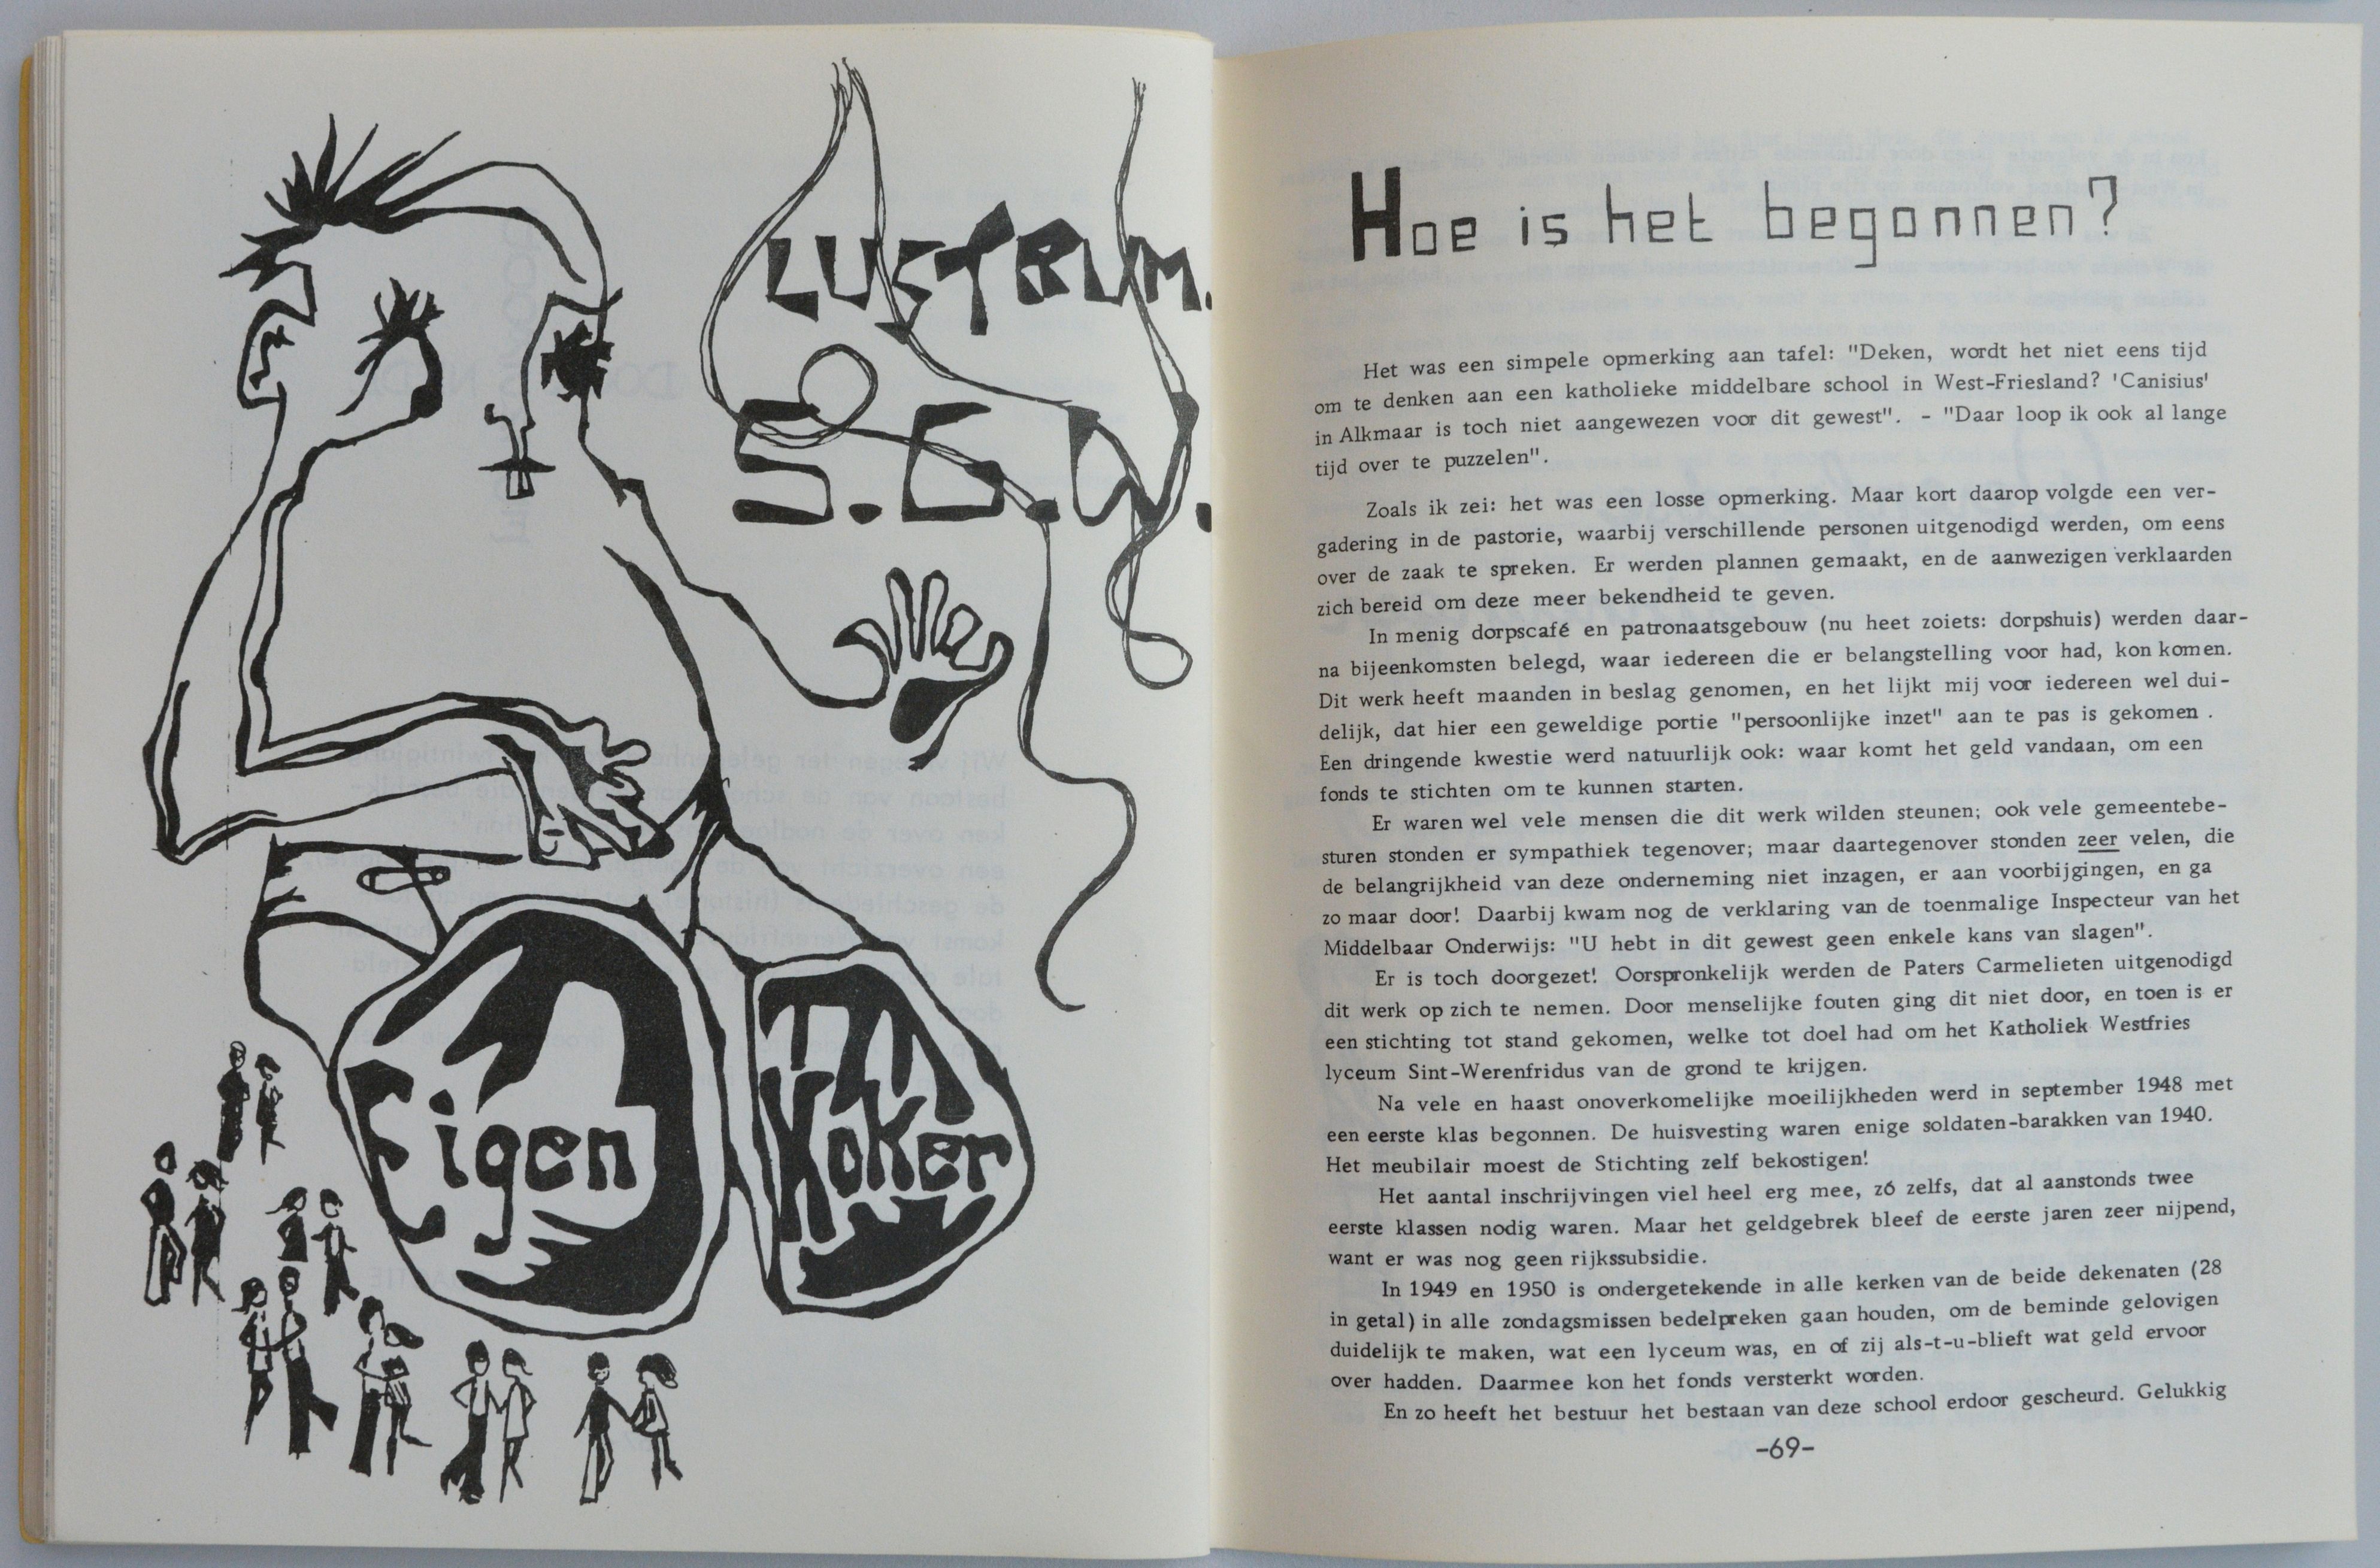 LUSTRUM.
S.G.W.
Eigen
Koker
Hoe is het begonnen?
Het was een simpele opmerking aan tafel: "Deken, wordt het niet eens tijd
om te denken aan een katholieke middelbare school in West-Friesland? 'Canisius'
in Alkmaar is toch niet aangewezen voor dit gewest". - "Daar loop ik ook al lange
tijd over te puzzelen".
Zoals ik zei: het was een losse opmerking. Maar kort daarop volgde een ver-
gadering in de pastorie, waarbij verschillende personen uitgenodigd werden, om eens
over de zaak te spreken. Er werden plannen gemaakt, en de aanwezigen verklaarden
zich bereid om deze meer bekendheid te geven.
In menig dorpscafé en patronaatsgebouw (nu heet zoiets: dorpshuis) werden daar-
na bijeenkomsten belegd, waar iedereen die er belangstelling voor had, kon komen.
Dit werk heeft maanden in beslag genomen, en het lijkt mij voor iedereen wel dui-
delijk, dat hier een geweldige portie "persoonlijke inzet" aan te pas is gekomen .
Een dringende kwestie werd natuurlijk ook: waar komt het geld vandaan, om een
fonds te stichten om te kunnen starten.
Er waren wel vele mensen die dit werk wilden steunen; ook vele gemeentebe-
sturen stonden er sympathiek tegenover; maar daartegenover stonden zeer velen, die
de belangrijkheid van deze onderneming niet inzagen, er aan voorbijgingen, en ga
zo maar door! Daarbij kwam nog de verklaring van de toenmalige Inspecteur van het
Middelbaar Onderwijs: "U hebt in dit gewest geen enkele kans van slagen".
Er is toch doorgezet! Oorspronkelijk werden de Paters Carmelieten uitgenodigd
dit werk op zich te nemen. Door menselijke fouten ging dit niet door, en toen is er
een stichting tot stand gekomen, welke tot doel had om het Katholiek Westfries
lyceum Sint-Werenfridus van de grond te krijgen.
Na vele en haast onoverkomelijke moeilijkheden werd in september 1948 met
een eerste klas begonnen. De huisvesting waren enige soldaten-barakken van 1940.
Het meubilair moest de Stichting zelf bekostigen!
Het aantal inschrijvingen viel heel erg mee, zó zelfs, dat al aanstonds twee
eerste klassen nodig waren. Maar het geldgebrek bleef de eerste jaren zeer nijpend,
want er was nog geen rijkssubsidie.
In 1949 en 1950 is ondergetekende in alle kerken van de beide dekenaten (28
in getal) in alle zondagsmissen bedelpreken gaan houden, om de beminde gelovigen
duidelijk te maken, wat een lyceum was, en of zij als-t-u-blieft wat geld ervoor
over hadden. Daarmee kon het fonds versterkt worden.
En zo heeft het bestuur het bestaan van deze school erdoor gescheurd. Gelukkig
-69-